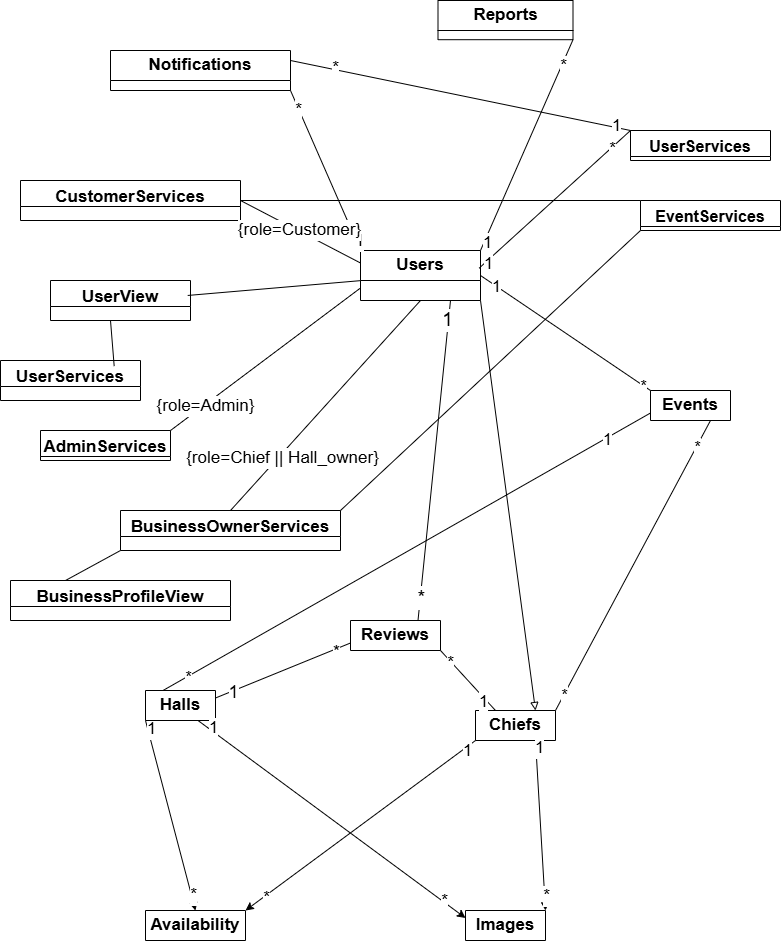 Reports
*
Notifications
*
*
1
UserServices
*
CustomerServices
EventServices
{role=Customer}
1
Users
1
1
UserView
1
UserServices
*
Events
{role=Admin}
1
*
AdminServices
{role=Chief || Hall_owner}
BusinessOwnerServices
BusinessProfileView
*
Reviews
*
*
*
1
*
1
Halls
Chiefs
1
1
1
1
*
*
*
*
Availability
Images